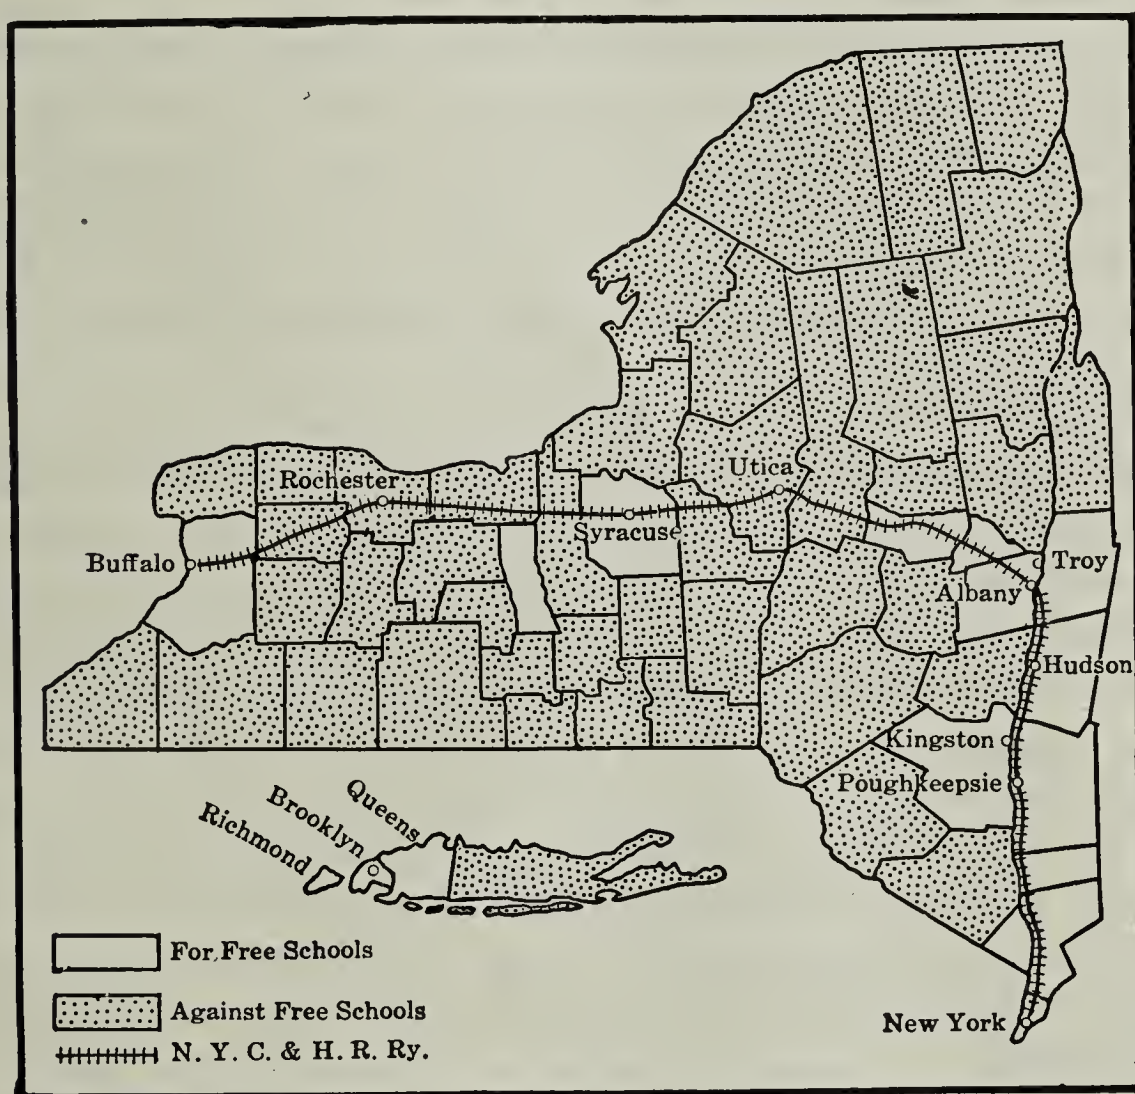 Utica
Rochester
Syracuse
Buffalo
Troy
Albany
Hudson
Kingston
Poughkeepsie
Queens
Brooklyn
Richmond
For Free Schools
Against Free Schools
N. Y. C. & H. R. Ry.
New York